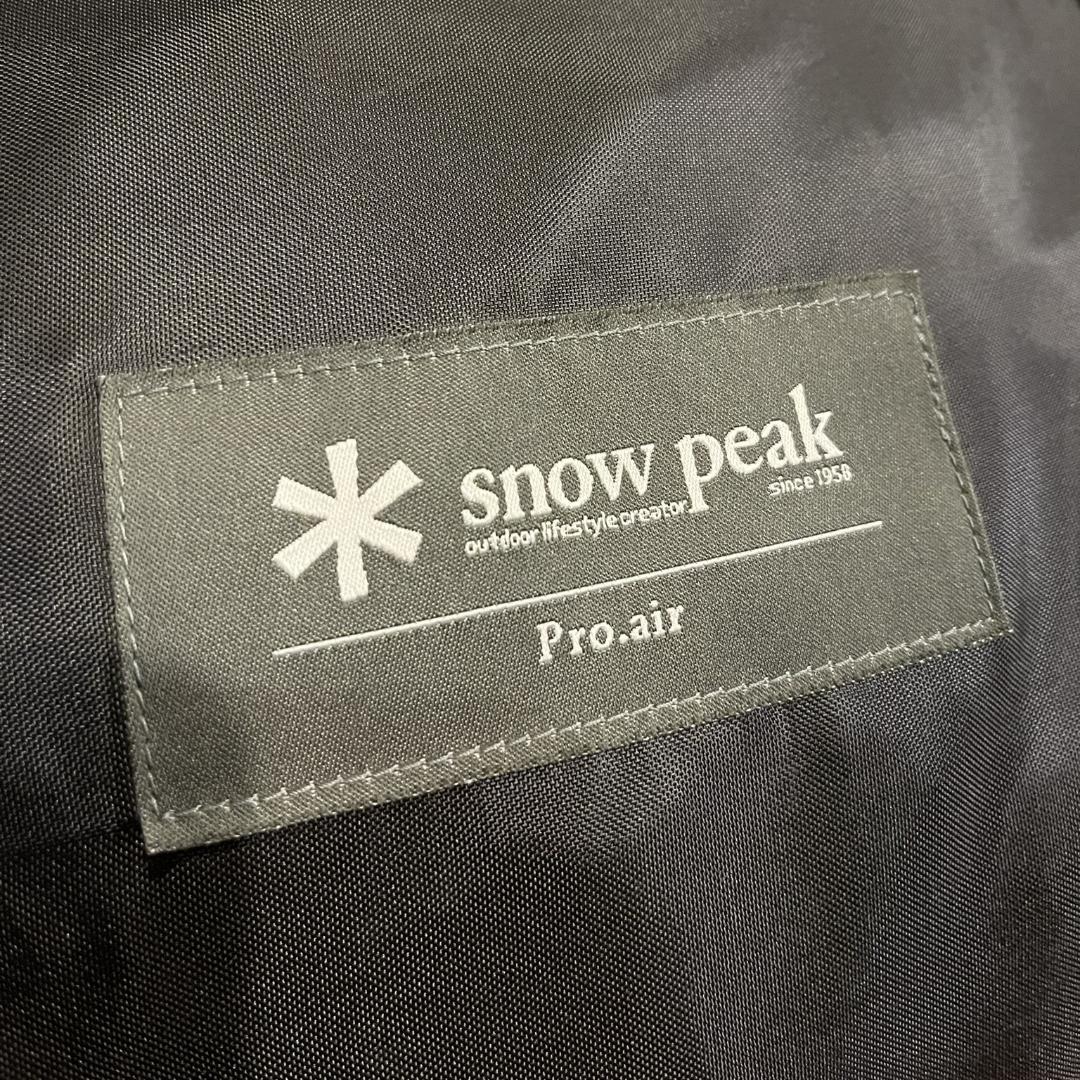 snow peak
outdoor lifestyle creator
since 1958
Pro.air